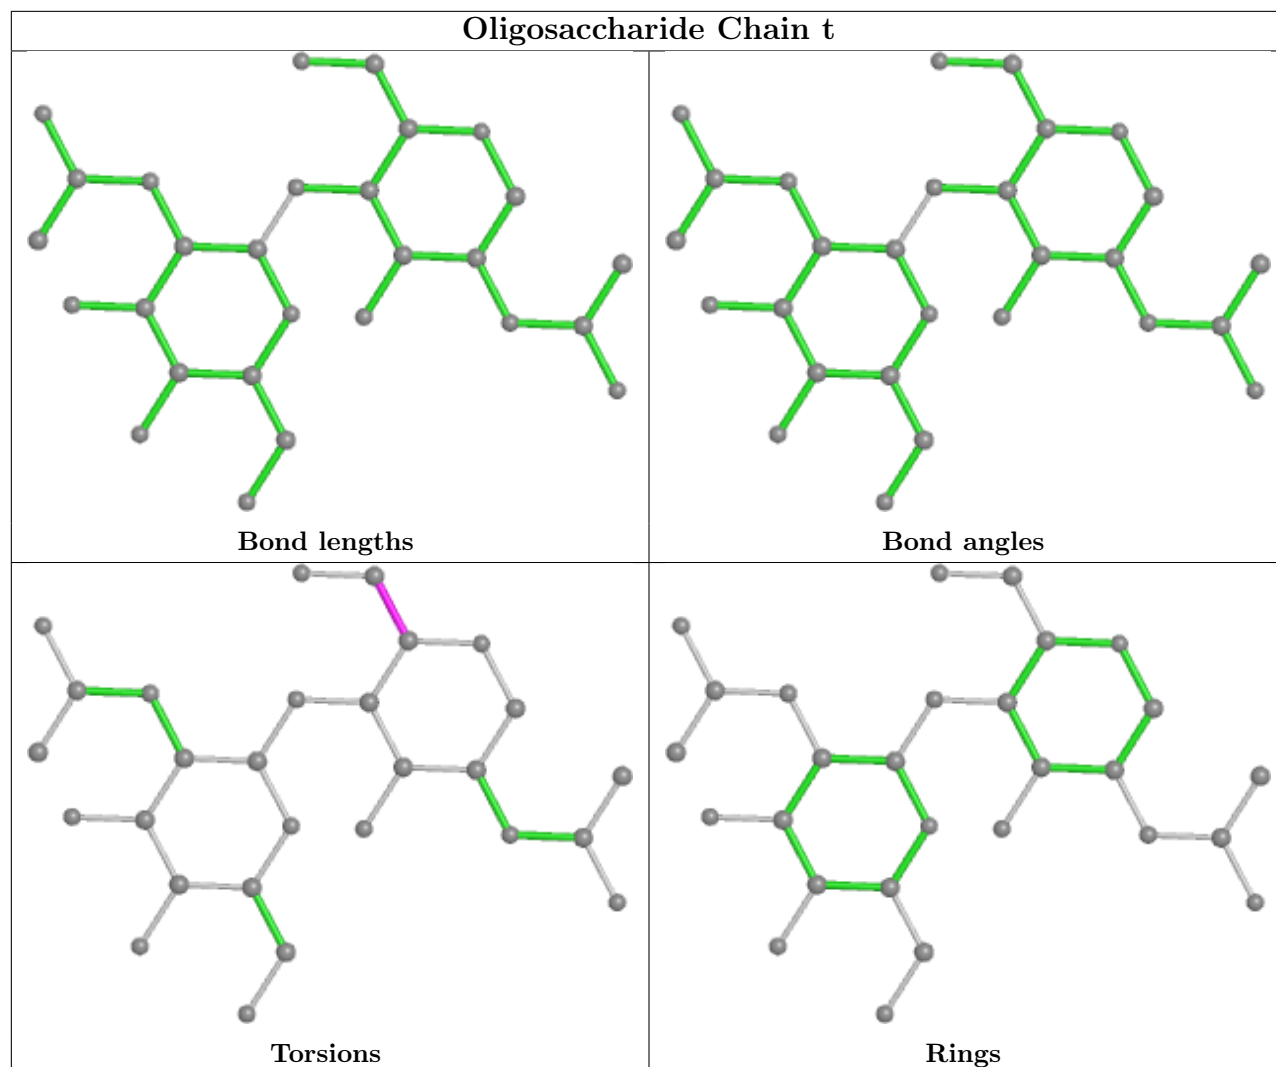 Oligosaccharide Chain t
Bond lengths
Bond angles
Torsions
Rings